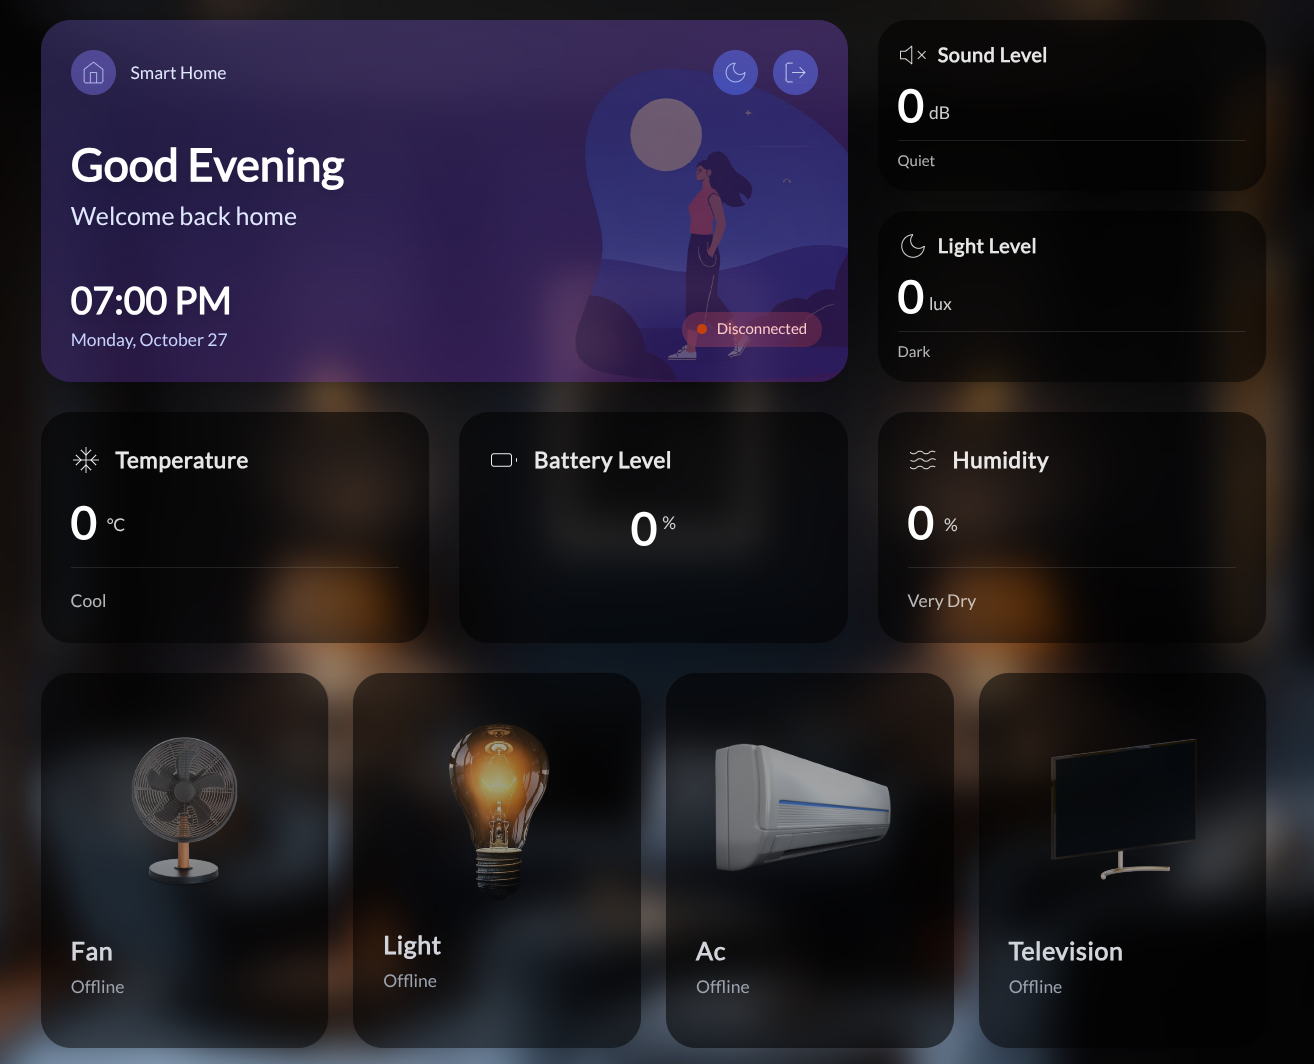 Smart Home
Good Evening
Welcome back home
07:00 PM
Monday, October 27
Disconnected
Sound Level
0 dB
Quiet
Light Level
0 lux
Dark
Temperature
0 °C
Cool
Battery Level
0 %
Humidity
0 %
Very Dry
Fan
Offline
Light
Offline
Ac
Offline
Television
Offline